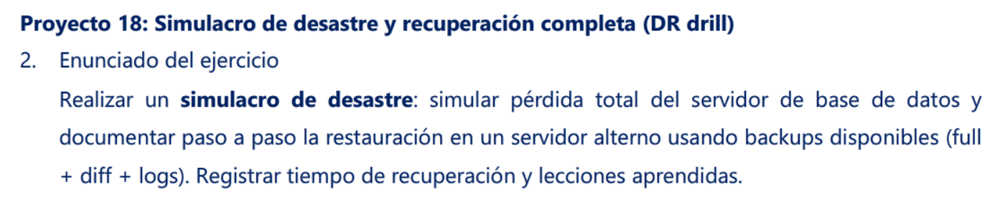 Proyecto 18: Simulacro de desastre y recuperación completa (DR drill)
2. Enunciado del ejercicio
Realizar un simulacro de desastre: simular pérdida total del servidor de base de datos y
documentar paso a paso la restauración en un servidor alterno usando backups disponibles (full
+ diff + logs). Registrar tiempo de recuperación y lecciones aprendidas.